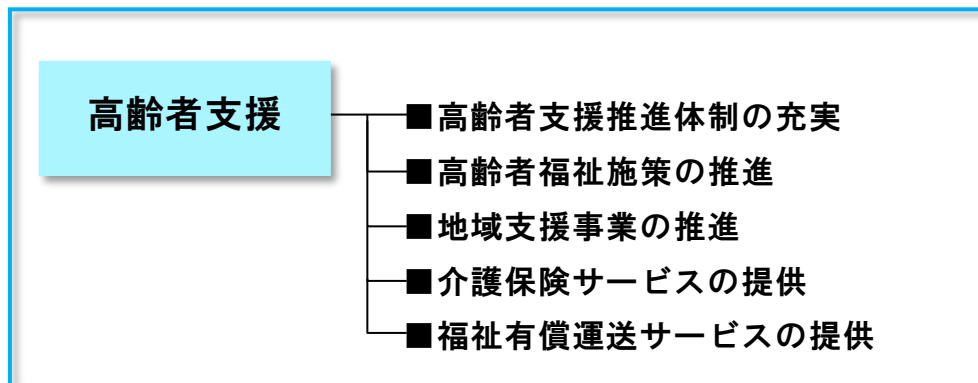 高齢者支援
■高齢者支援推進体制の充実
■高齢者福祉施策の推進
■地域支援事業の推進
■介護保険サービスの提供
■福祉有償運送サービスの提供